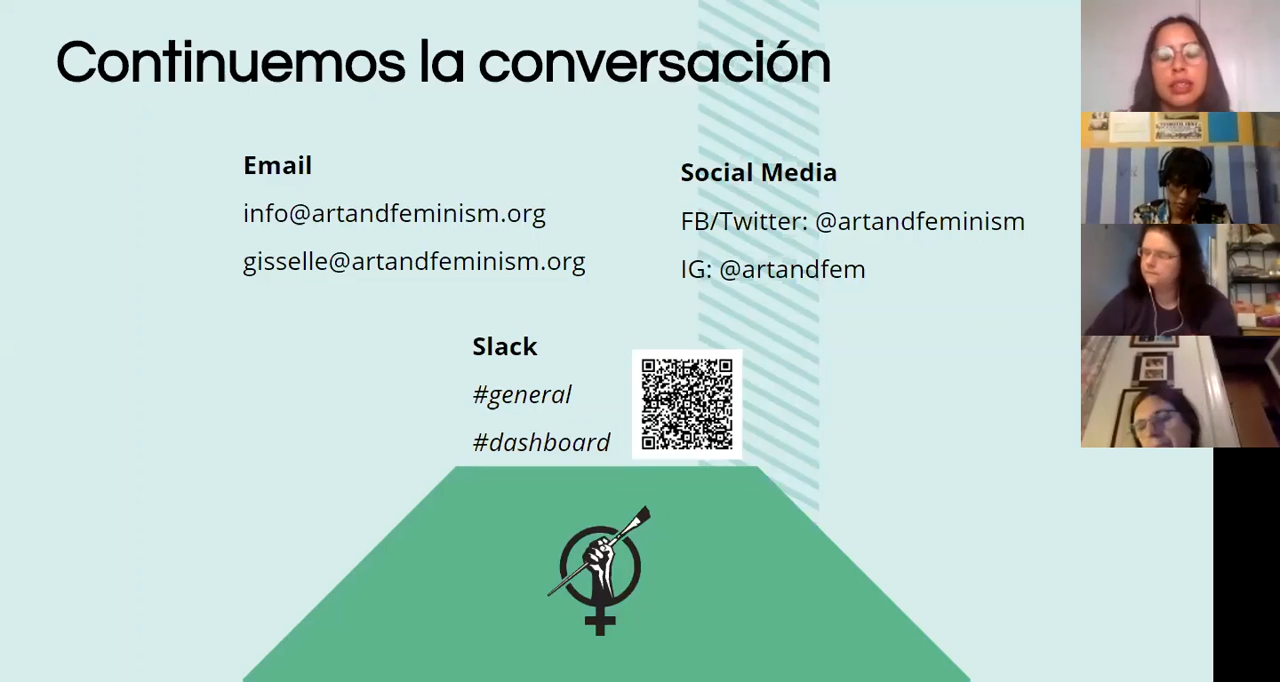 Continuemos la conversación
Email
info@artandfeminism.org
gisselle@artandfeminism.org
Social Media
FB/Twitter: @artandfeminism
IG: @artandfem
Slack
#general
#dashboard